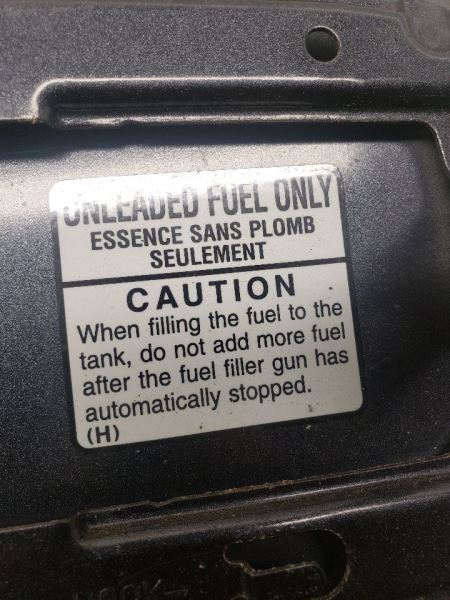 UNLEADED FUEL ONLY
ESSENCE SANS PLOMB
SEULEMENT
CAUTION
When filling the fuel to the
tank, do not add more fuel
after the fuel filler gun has
automatically stopped.
(H)